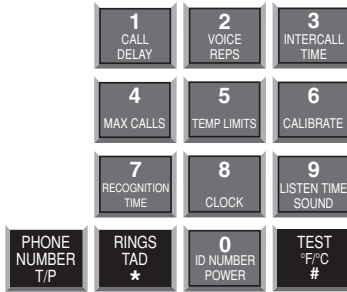 1
CALL
DELAY
2
VOICE
REPS
3
INTERCALL
TIME
4
MAX CALLS
5
TEMP LIMITS
6
CALIBRATE
7
RECOGNITION
TIME
8
CLOCK
9
LISTEN TIME
SOUND
PHONE
NUMBER
T/P
RINGS
TAD
*
0
ID NUMBER
POWER
TEST
°F/°C
#